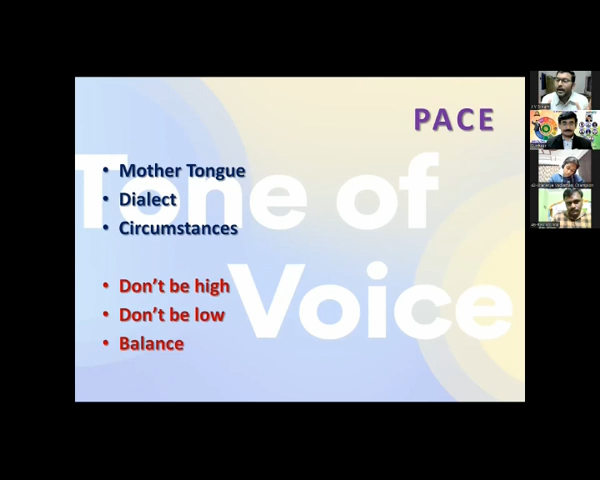 PACE
Tone of
Voice
• Mother Tongue
• Dialect
• Circumstances
• Don't be high
• Don't be low
• Balance